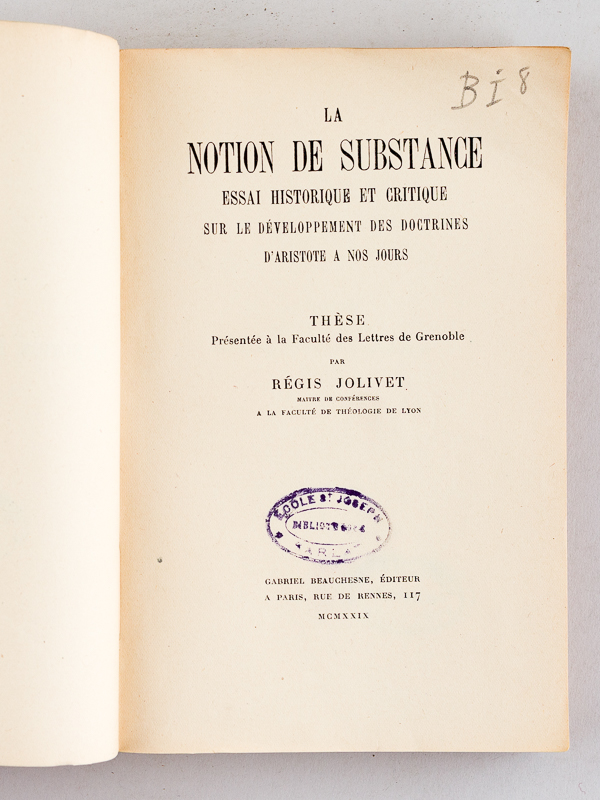 Bi 8
LA
NOTION DE SUBSTANCE
ESSAI HISTORIQUE ET CRITIQUE
SUR LE DÉVELOPPEMENT DES DOCTRINES
D'ARISTOTE A NOS JOURS
THÈSE
Présentée à la Faculté des Lettres de Grenoble
PAR
RÉGIS JOLIVET
MAITRE DE CONFÉRENCES
A LA FACULTÉ DE THÉOLOGIE DE LYON
ÉCOLE ST JOSEPH
SARLAT
GABRIEL BEAUCHESNE, ÉDITEUR
A PARIS, RUE DE RENNES, 117
MCMXXIX